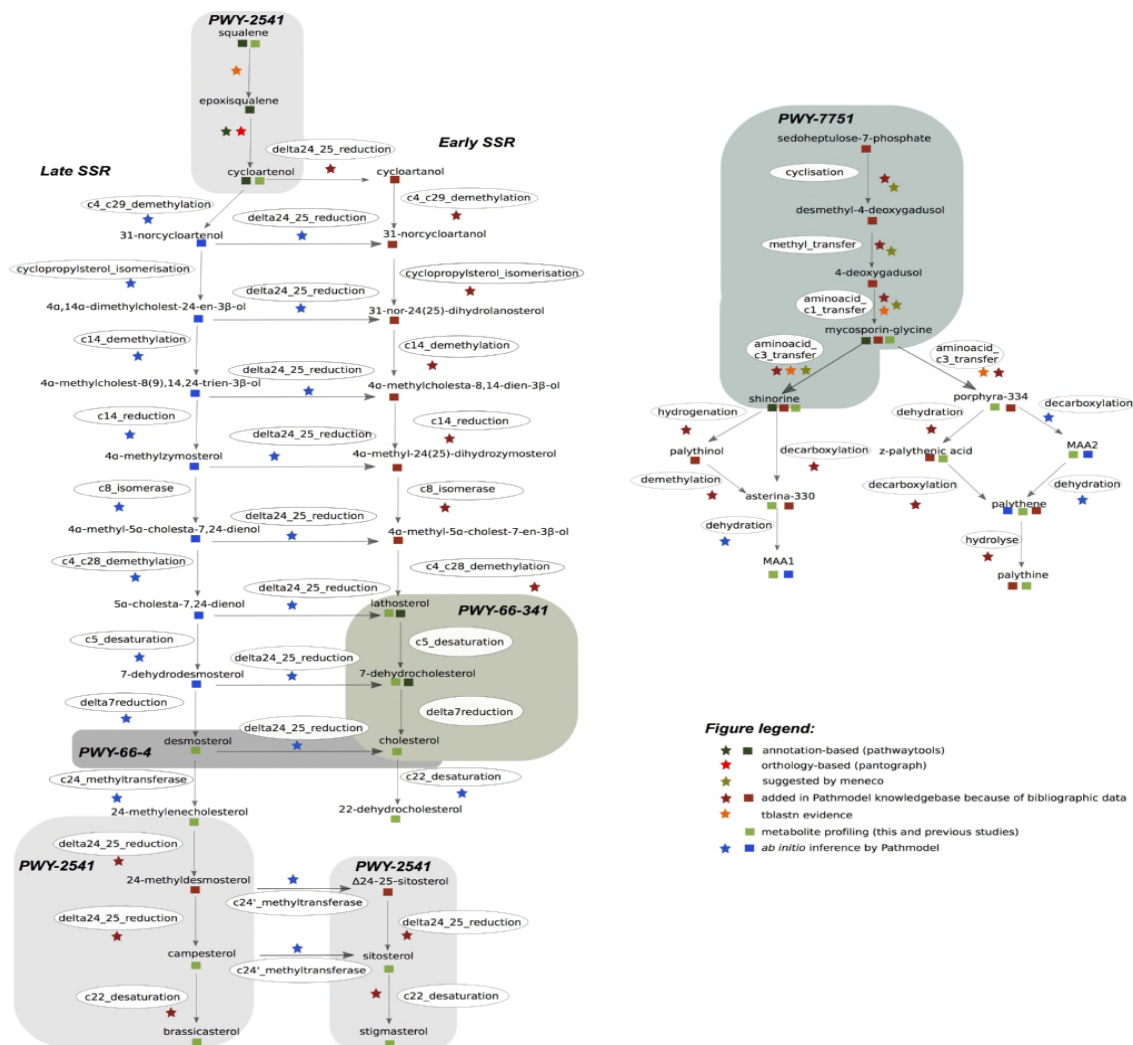 PWY-2541
squalene
epoxisqualene
cycloartenol
Late SSR
Early SSR
delta24_25_reduction
cycloartanol
c4_c29_demethylation
c4_c29_demethylation
delta24_25_reduction
31-norcycloartenol
31-norcycloartanol
cyclopropylsterol_isomerisation
cyclopropylsterol_isomerisation
delta24_25_reduction
4α,14α-dimethylcholest-24-en-3β-ol
31-nor-24(25)-dihydrolanosterol
c14_demethylation
c14_demethylation
delta24_25_reduction
4α-methylcholest-8(9),14,24-trien-3β-ol
4α-methylcholesta-8,14-dien-3β-ol
c14_reduction
c14_reduction
delta24_25_reduction
4α-methylzymosterol
4α-methyl-24(25)-dihydrozymosterol
c8_isomerase
c8_isomerase
delta24_25_reduction
4α-methyl-5α-cholesta-7,24-dienol
4α-methyl-5α-cholest-7-en-3β-ol
c4_c28_demethylation
c4_c28_demethylation
delta24_25_reduction
5α-cholesta-7,24-dienol
lathosterol
PWY-66-341
c5_desaturation
c5_desaturation
delta24_25_reduction
7-dehydrodesmosterol
7-dehydrocholesterol
delta7reduction
delta7reduction
delta24_25_reduction
desmosterol
cholesterol
PWY-66-4
c24_methyltransferase
c22_desaturation
24-methylenecholesterol
22-dehydrocholesterol
delta24_25_reduction
PWY-2541
PWY-2541
24-methyldesmosterol
Δ24-25-sitosterol
c24'_methyltransferase
delta24_25_reduction
delta24_25_reduction
campesterol
sitosterol
c24'_methyltransferase
c22_desaturation
c22_desaturation
brassicasterol
stigmasterol
PWY-7751
sedoheptulose-7-phosphate
cyclisation
desmethyl-4-deoxygadusol
methyl_transfer
4-deoxygadusol
aminoacid_
c1_transfer
mycosporin-glycine
aminoacid_
c3_transfer
aminoacid_
c3_transfer
shinorine
porphyra-334
hydrogenation
dehydration
decarboxylation
palythinol
decarboxylation
z-palythenic acid
MAA2
demethylation
decarboxylation
dehydration
asterina-330
palythene
dehydration
hydrolyse
MAA1
palythine
Figure legend:
annotation-based (pathwaytools)
orthology-based (pantograph)
suggested by meneco
added in Pathmodel knowledgebase because of bibliographic data
tblastn evidence
metabolite profiling (this and previous studies)
ab initio inference by Pathmodel